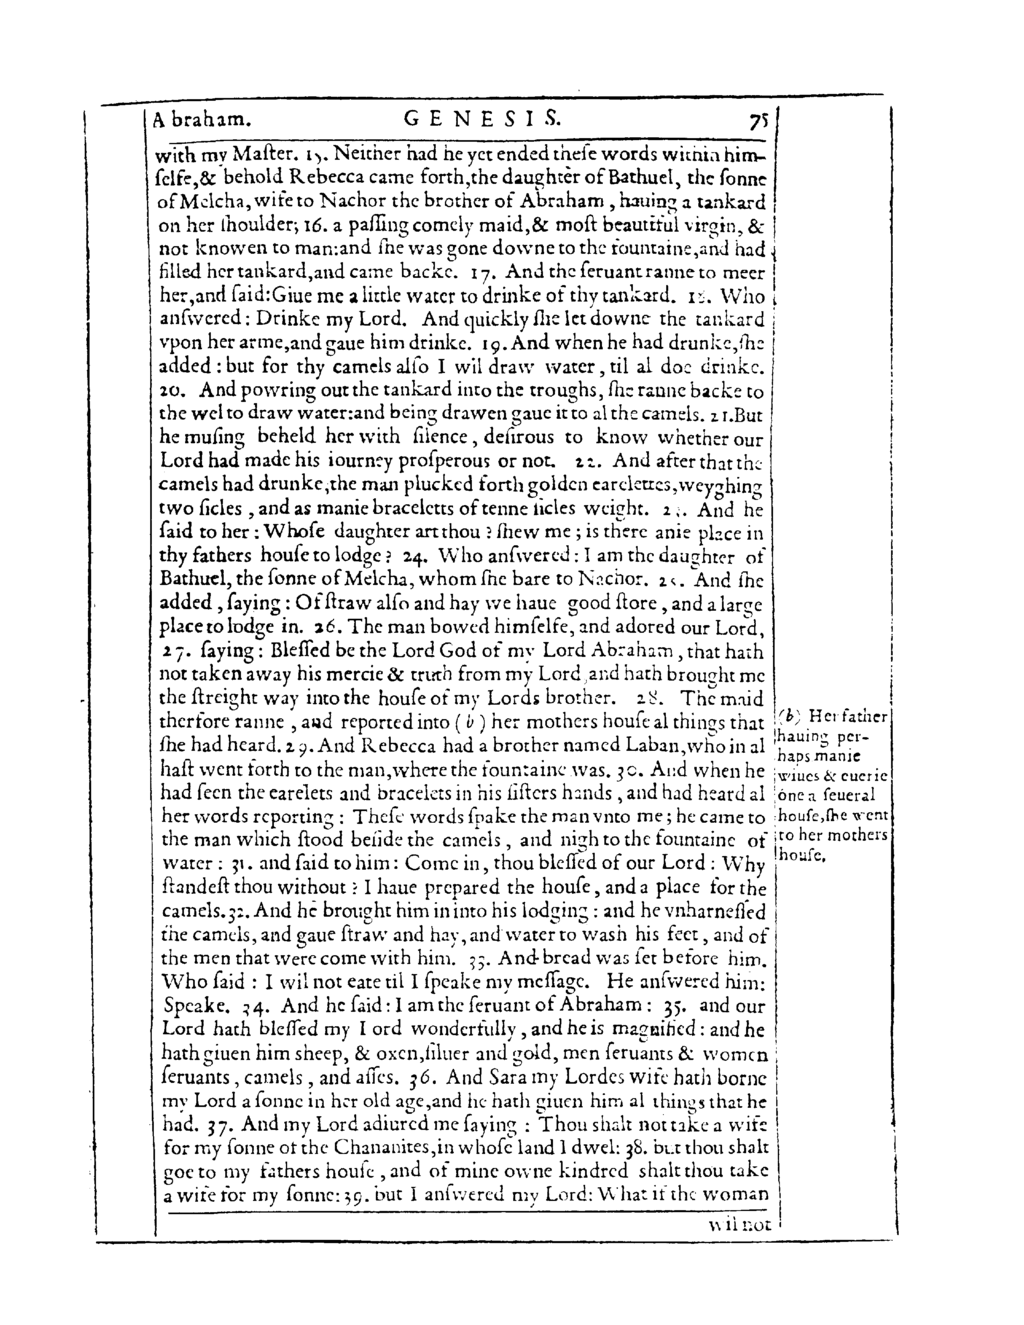 Abraham. GENESIS. 75
with my Maſter. 15. Neither had he yet ended theſe words within him-
ſelfe,& behold Rebecca came forth,the daughter of Bathuel, the ſonne
of Melcha, wife to Nachor the brother of Abraham , hauing a tankard
on her ſhoulder; 16. a paſſing comely maid,& moſt beautiful virgin, &
not knowen to man:and ſhe was gone downe to the fountaine,and had
filled her tankard,and came backe. 17. And the ſeruant ranne to meet
her,and ſaid:Giue me a little water to drinke of thy tankard. 18. Who
anſwered : Drinke my Lord. And quickly ſhe let downe the tankard
vpon her arme,and gaue him drinke. 19. And when he had drunke,ſhe
added : but for thy camels alſo I wil draw water , til al doe drinke.
20. And powring out the tankard into the troughs, ſhe ranne backe to
the wel to draw water:and being drawen gaue it to al the camels. 21.But
he muſing beheld her with ſilence , deſirous to know whether our
Lord had made his iourney proſperous or not. 22. And after that the
camels had drunke,the man plucked forth golden earelettes,weyghing
two ſicles , and as manie braceletts of tenne ſicles weight. 23. And he
ſaid to her : Whoſe daughter art thou ? ſhew me ; is there anie place in
thy fathers houſe to lodge ? 24. Who anſwered : I am the daughter of
Bathuel, the ſonne of Melcha, whom ſhe bare to Nachor. 25. And ſhe
added , ſaying : Of ſtraw alſo and hay we haue good ſtore , and a large
place to lodge in. 26. The man bowed himſelfe, and adored our Lord,
27. ſaying : Bleſſed be the Lord God of my Lord Abraham , that hath
not taken away his mercie & truth from my Lord and hath brought me
the ſtreight way into the houſe of my Lords brother. 28. The maid
therfore ranne , and reported into ( b ) her mothers houſe al things that
ſhe had heard. 29. And Rebecca had a brother named Laban,who in al
haſt went forth to the man,where the fountaine was. 30. And when he
had ſeen the earelets and bracelets in his ſiſters hands , and had heard al
her words reporting : Theſe words ſpake the man vnto me ; he came to
the man which ſtood beſide the camels , and nigh to the fountaine of
water : 31. and ſaid to him : Come in , thou bleſſed of our Lord : Why
ſtandeſt thou without ? I haue prepared the houſe , and a place for the
camels. 32. And he brought him in into his lodging : and he vnharneſſed
the camels, and gaue ſtraw and hay, and water to waſh his feet , and of
the men that were come with him. 33. And bread was ſet before him.
Who ſaid : I wil not eate til I ſpeake my meſſage. He anſwered him:
Speake. 34. And he ſaid : I am the ſeruant of Abraham : 35. and our
Lord hath bleſſed my Lord wonderfully , and he is magnified : and he
hath giuen him sheep, & oxen,ſiluer and gold, men ſeruants & women
ſeruants , camels , and aſſes. 36. And Sara my Lordes wife hath borne
my Lord a ſonne in her old age,and he hath giuen him al things that he
had. 37. And my Lord adiured me ſaying : Thou shalt not take a wife
for my ſonne of the Chananites,in whoſe land I dwel: 38. but thou shalt
goe to my fathers houſe , and of mine owne kindred shalt thou take
a wife for my ſonne: 39. but I anſwered my Lord: What if the woman
wil not
(b) Her father
hauing per-
haps manie
wiues & euerie
one a ſeueral
houſe,ſhe went
to her mothers
houſe.